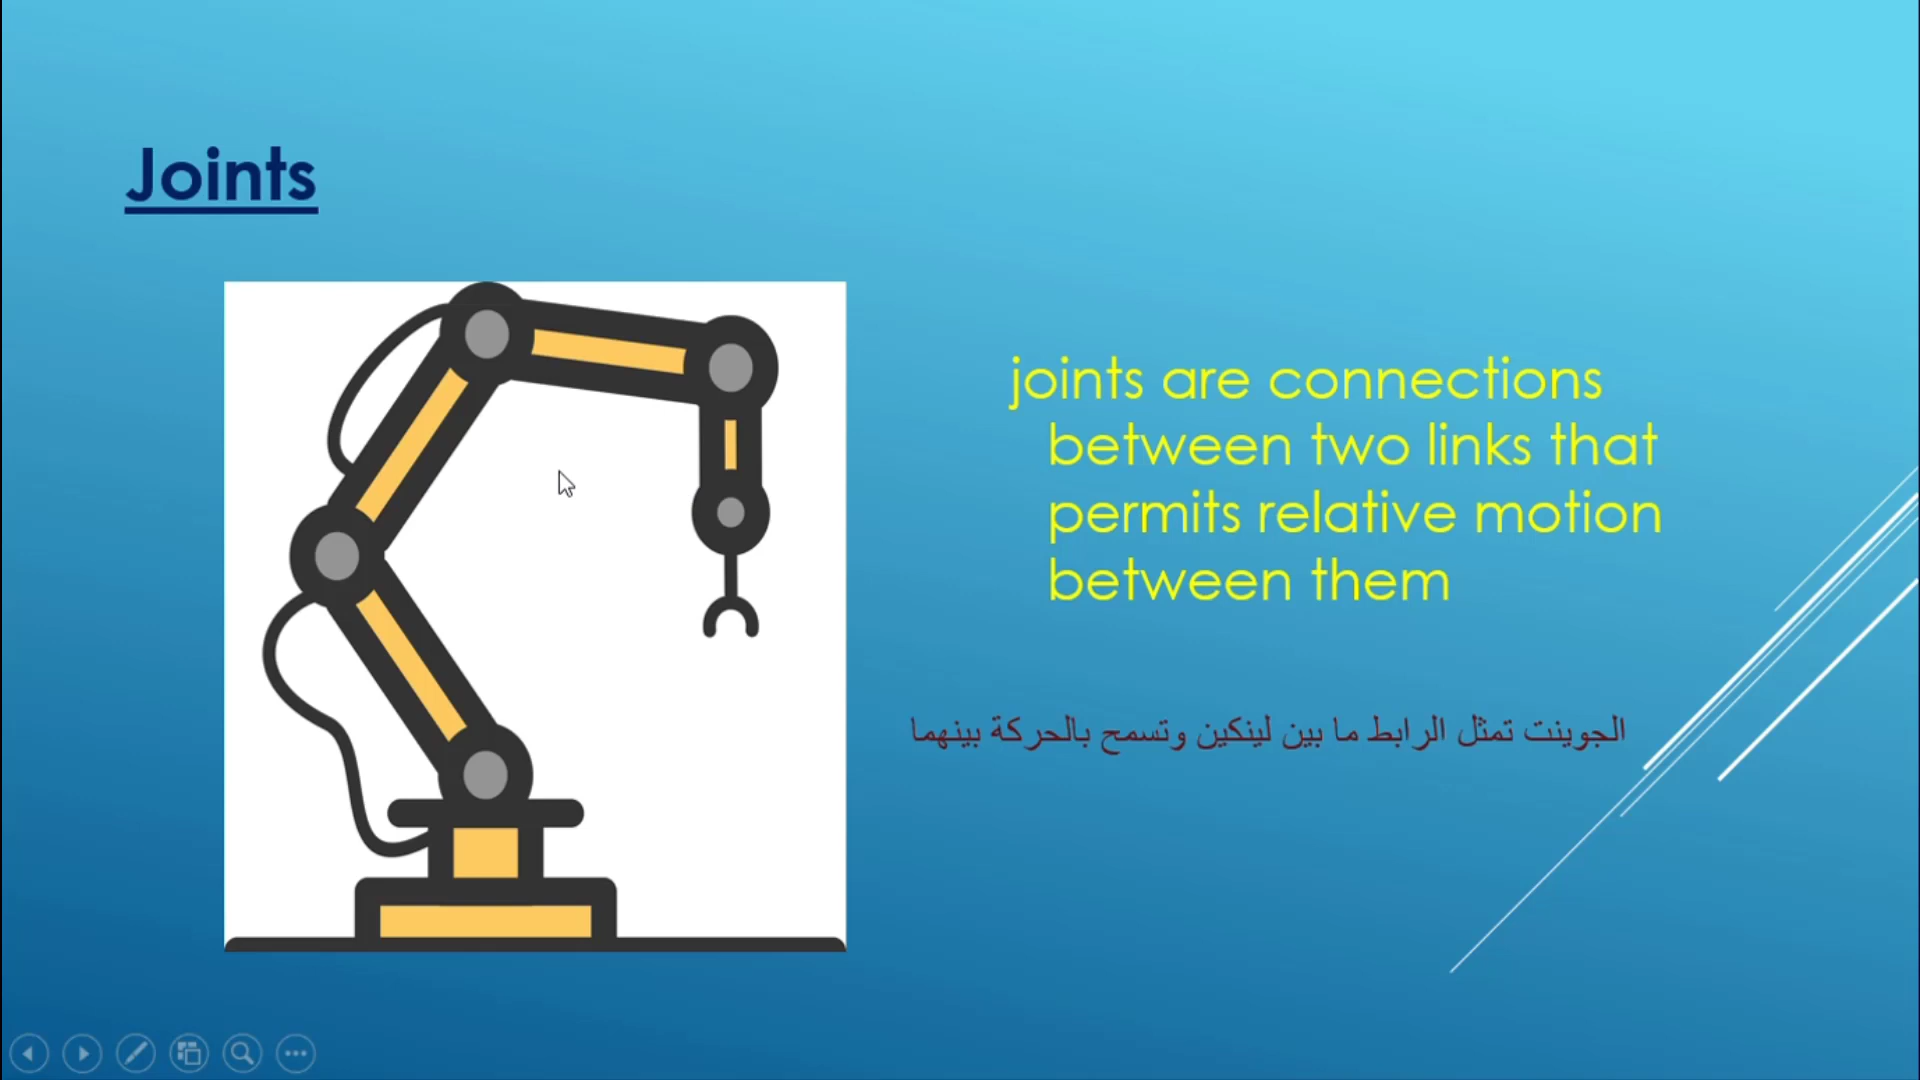 Joints
joints are connections
between two links that
permits relative motion
between them
الجوينت تمثل الرابط ما بين لينكين وتسمح بالحركة بينهما